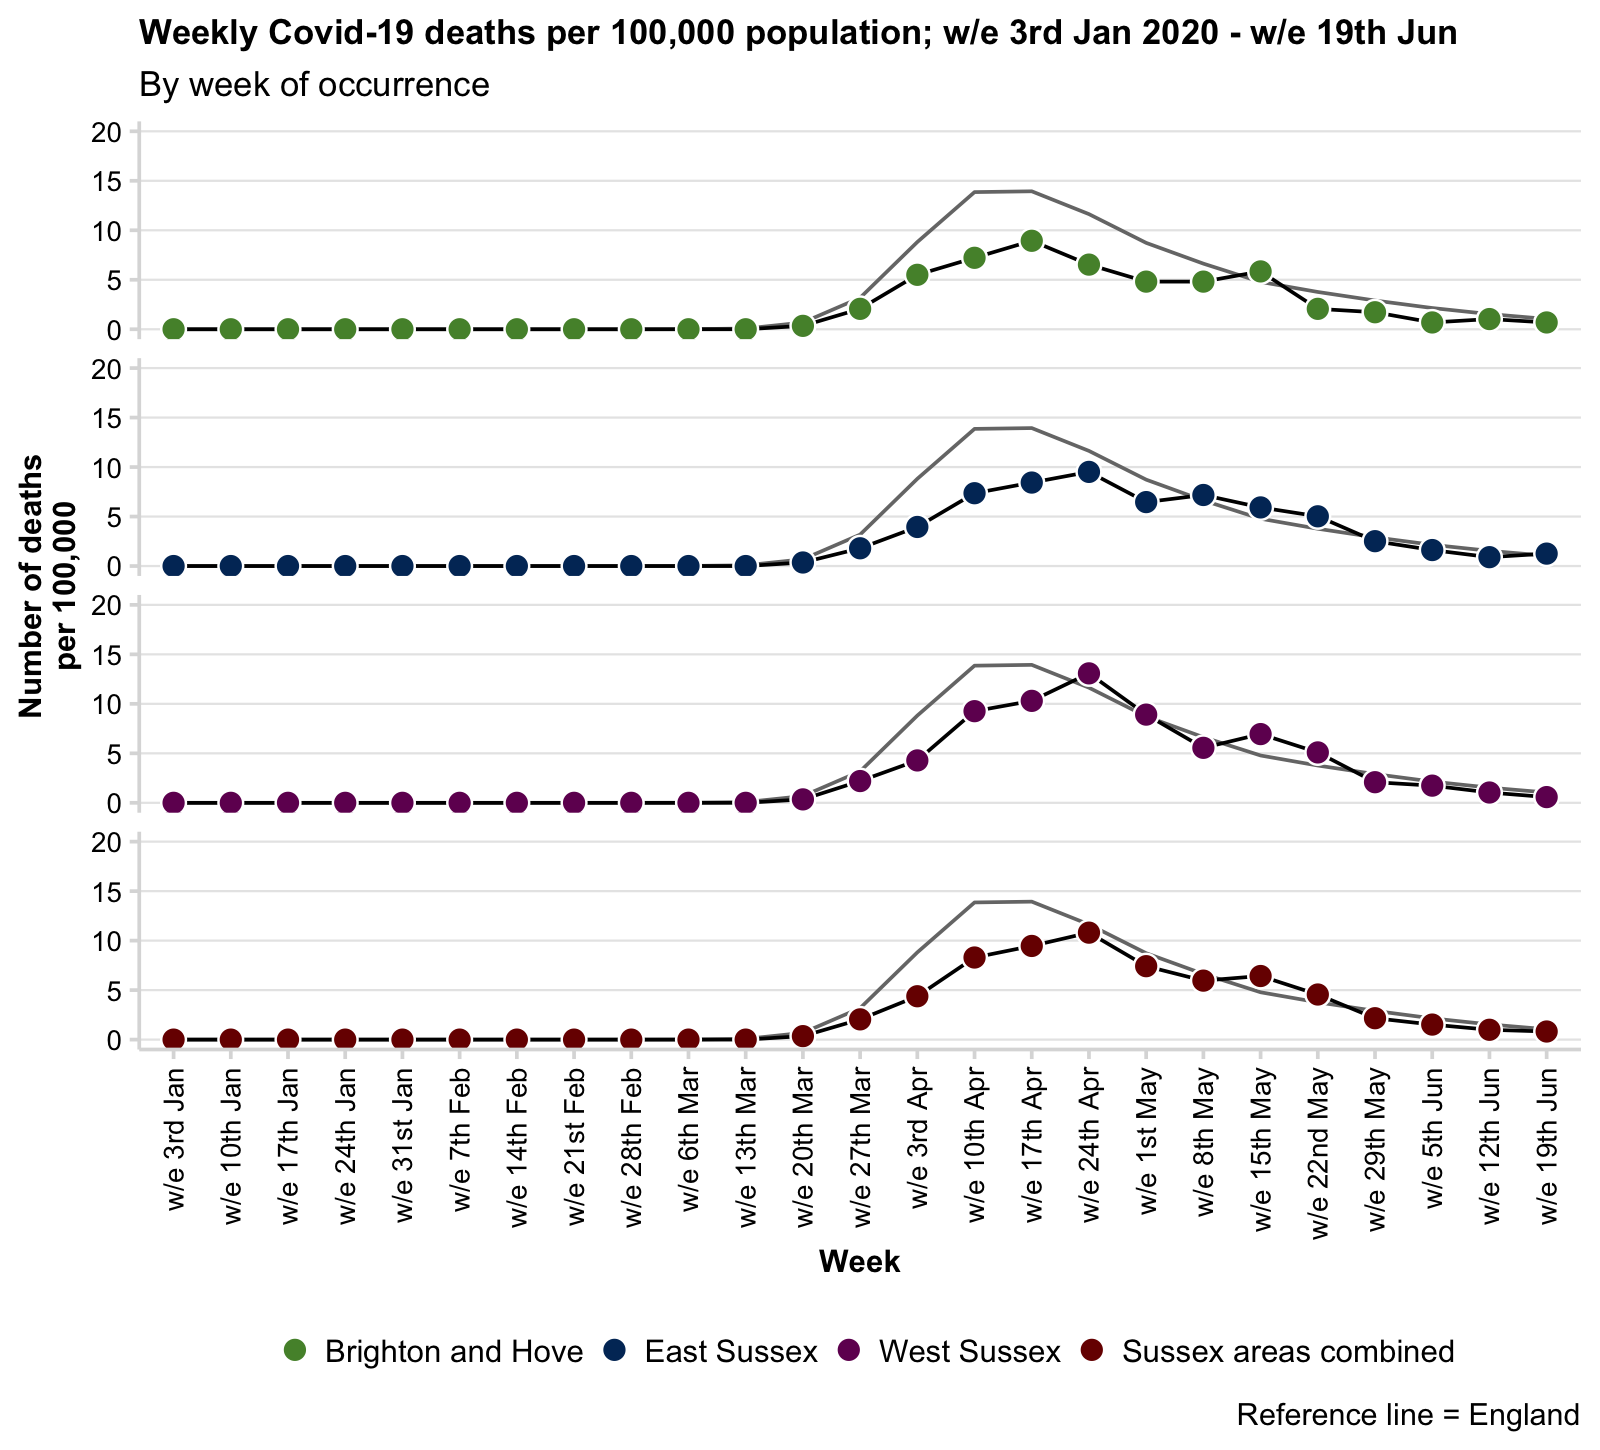 Weekly Covid-19 deaths per 100,000 population; w/e 3rd Jan 2020 - w/e 19th Jun
By week of occurrence
Number of deaths
per 100,000
20
15
10
5
0
20
15
10
5
0
20
15
10
5
0
20
15
10
5
0
w/e 3rd Jan
w/e 10th Jan
w/e 17th Jan
w/e 24th Jan
w/e 31st Jan
w/e 7th Feb
w/e 14th Feb
w/e 21st Feb
w/e 28th Feb
w/e 6th Mar
w/e 13th Mar
w/e 20th Mar
w/e 27th Mar
w/e 3rd Apr
w/e 10th Apr
w/e 17th Apr
w/e 24th Apr
w/e 1st May
w/e 8th May
w/e 15th May
w/e 22nd May
w/e 29th May
w/e 5th Jun
w/e 12th Jun
w/e 19th Jun
Week
Brighton and Hove East Sussex West Sussex Sussex areas combined
Reference line = England